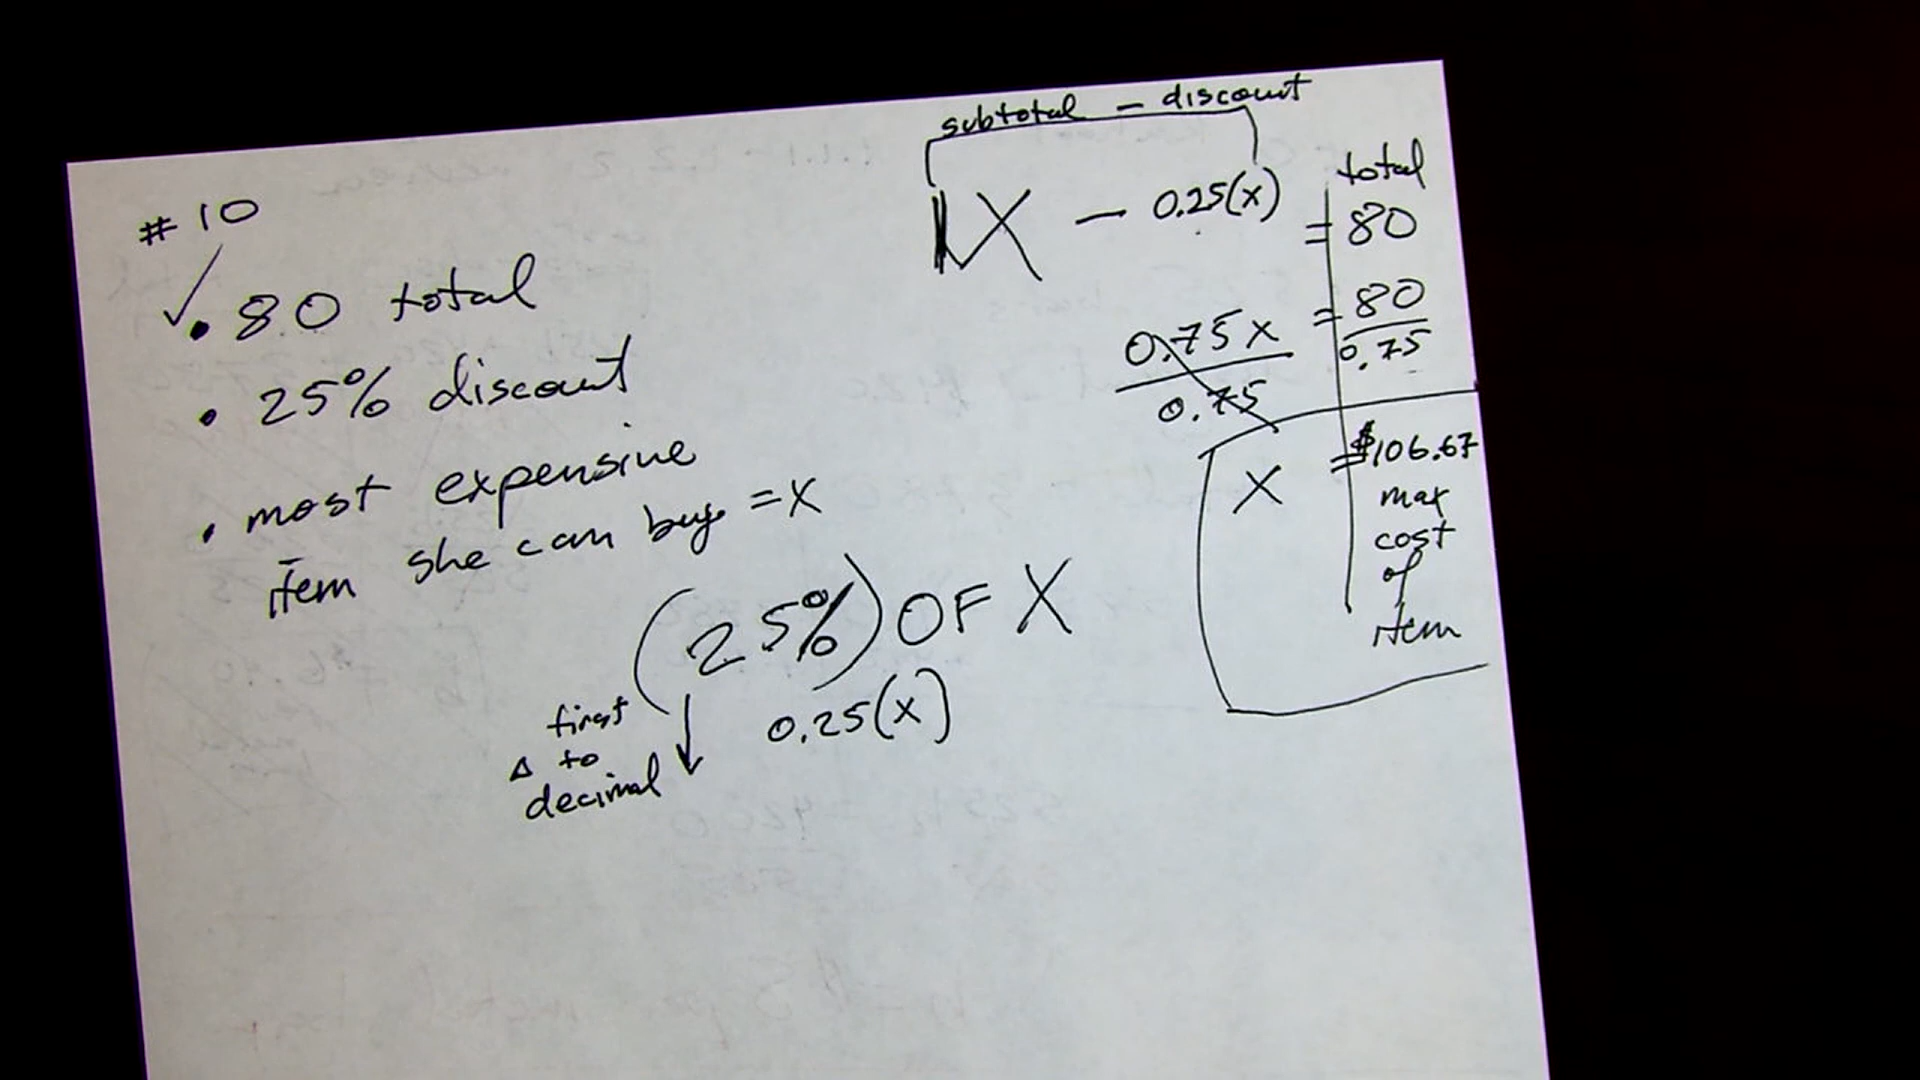 # 10
✓ • 80 total
• 25% discount
• most expensive
item she can buy = X
(25%) OF X
first
Δ to
decimal
0.25(x)
subtotal - discount
1X - 0.25(x) = 80
total
0.75x = 80
0.75 0.75
X = $106.67
max
cost
of
item